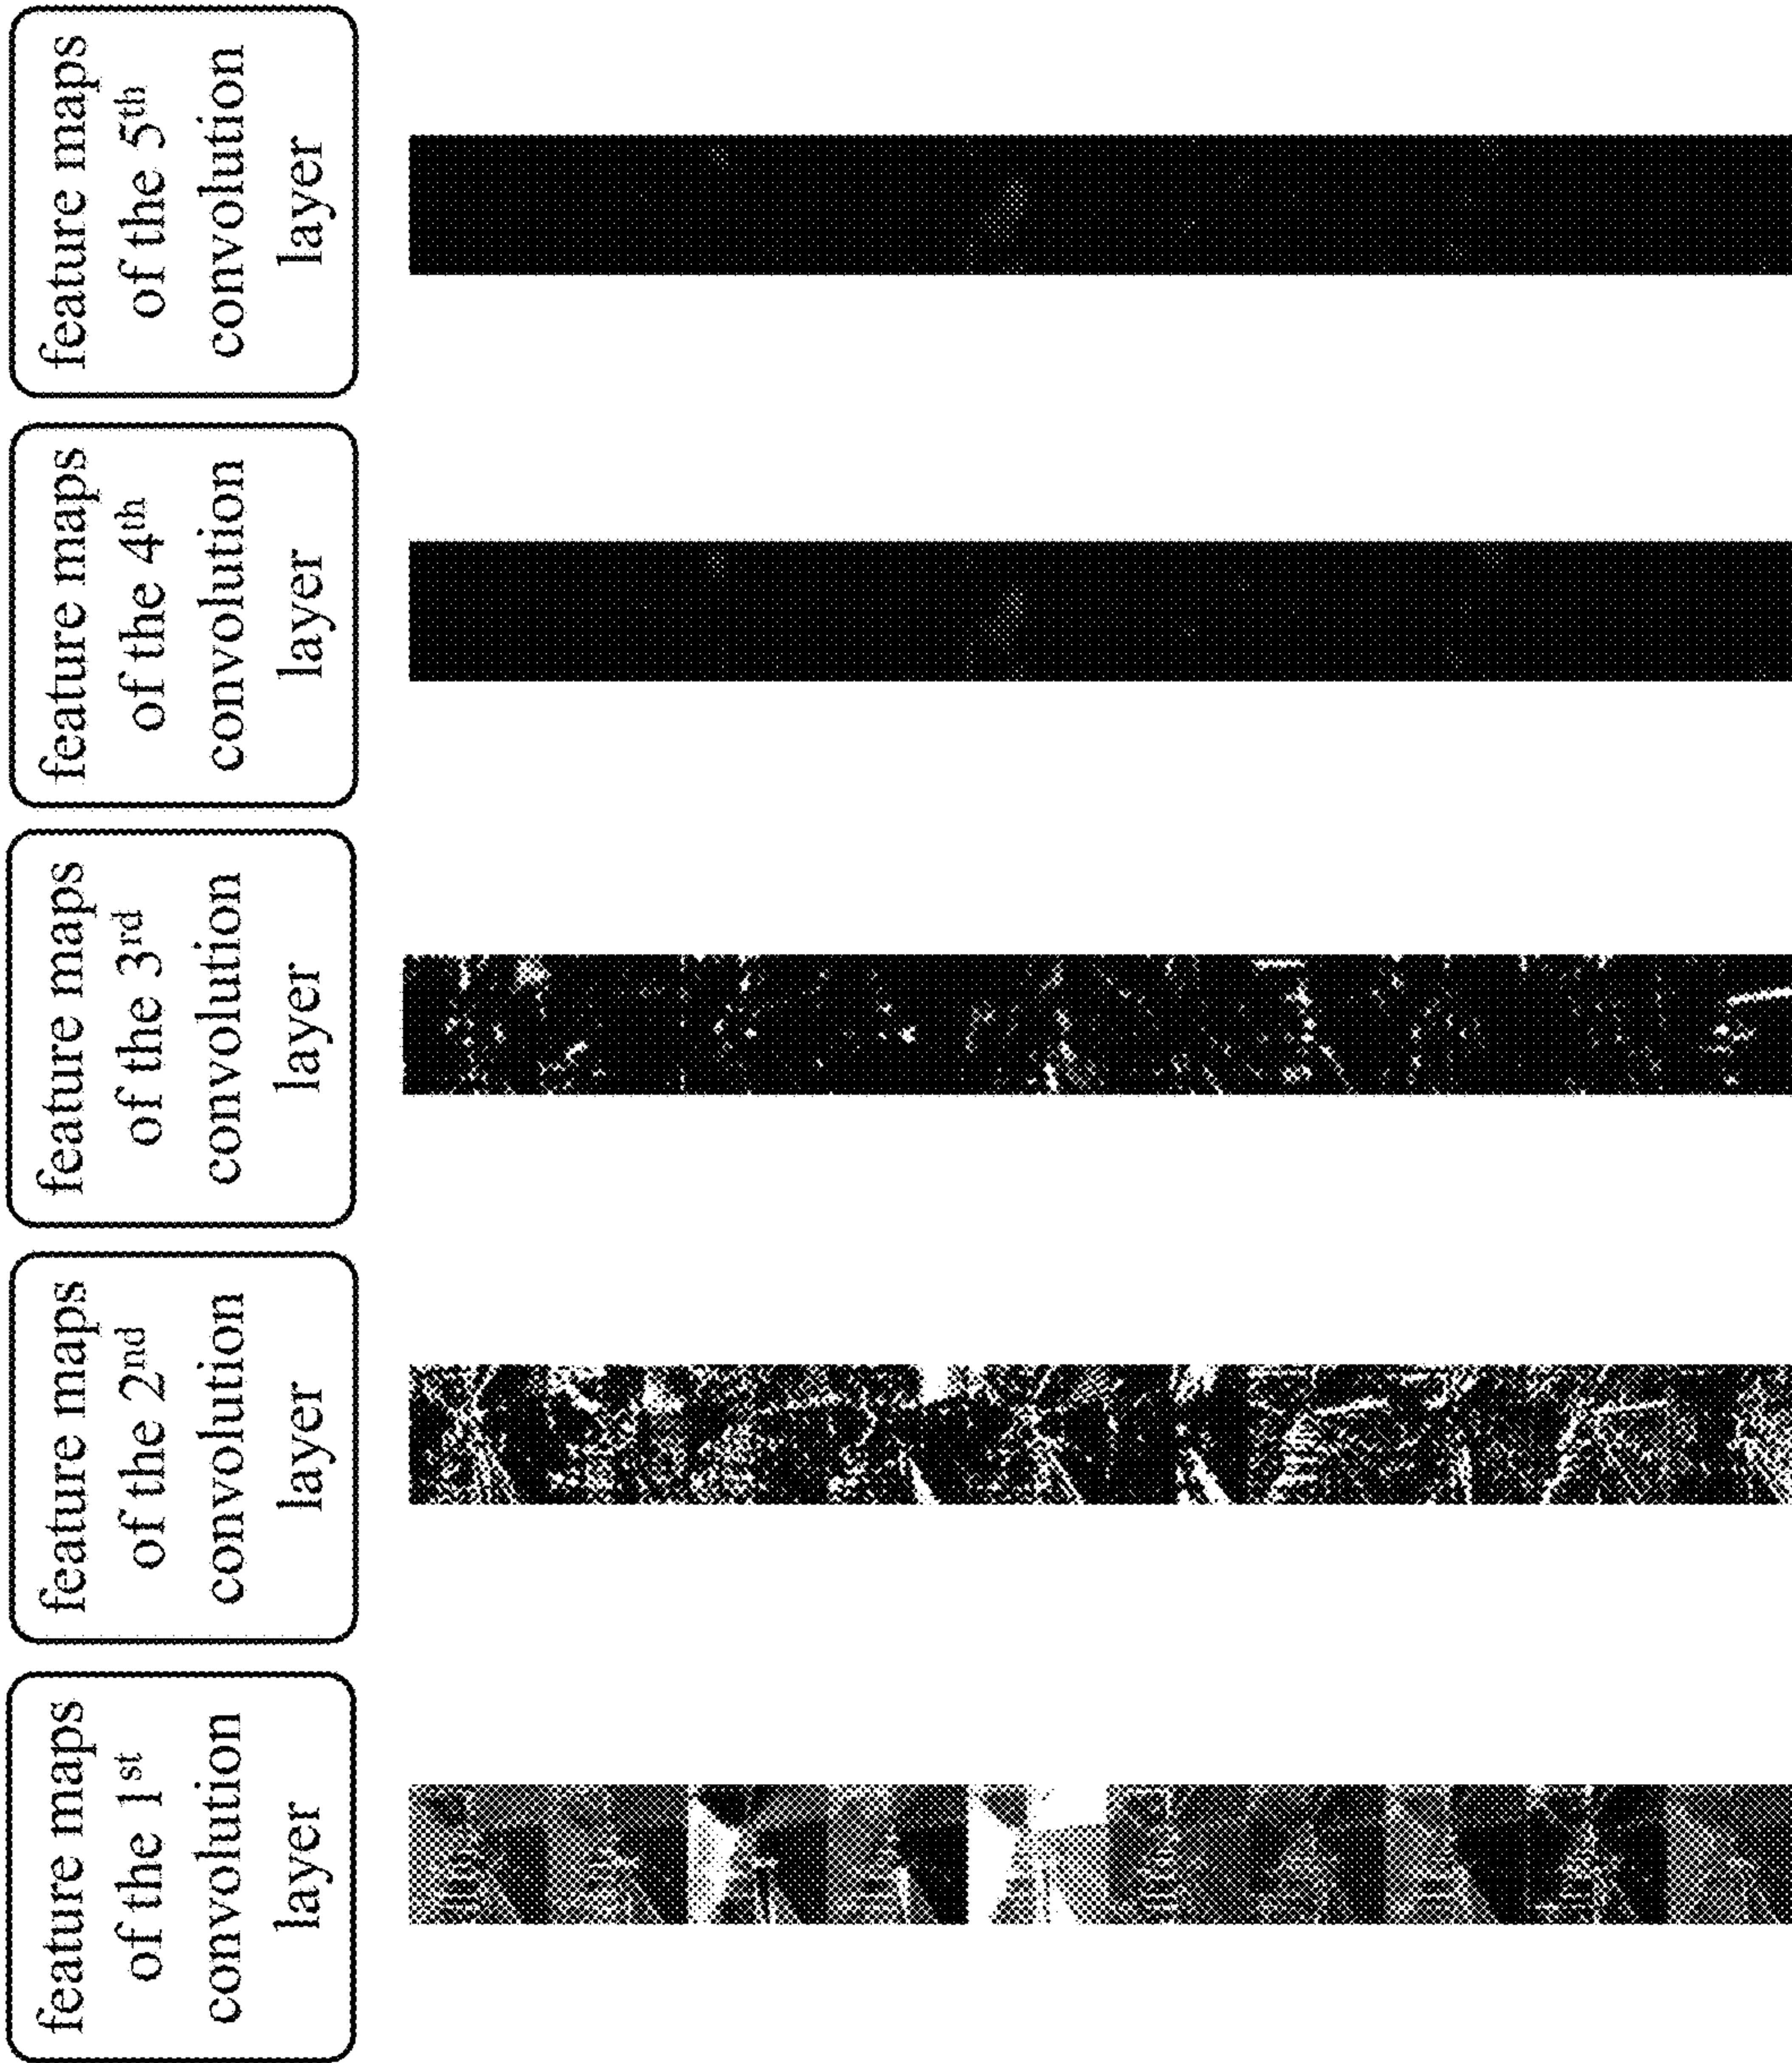 feature maps
of the 1st
convolution
layer
feature maps
of the 2nd
convolution
layer
feature maps
of the 3rd
convolution
layer
feature maps
of the 4th
convolution
layer
feature maps
of the 5th
convolution
layer